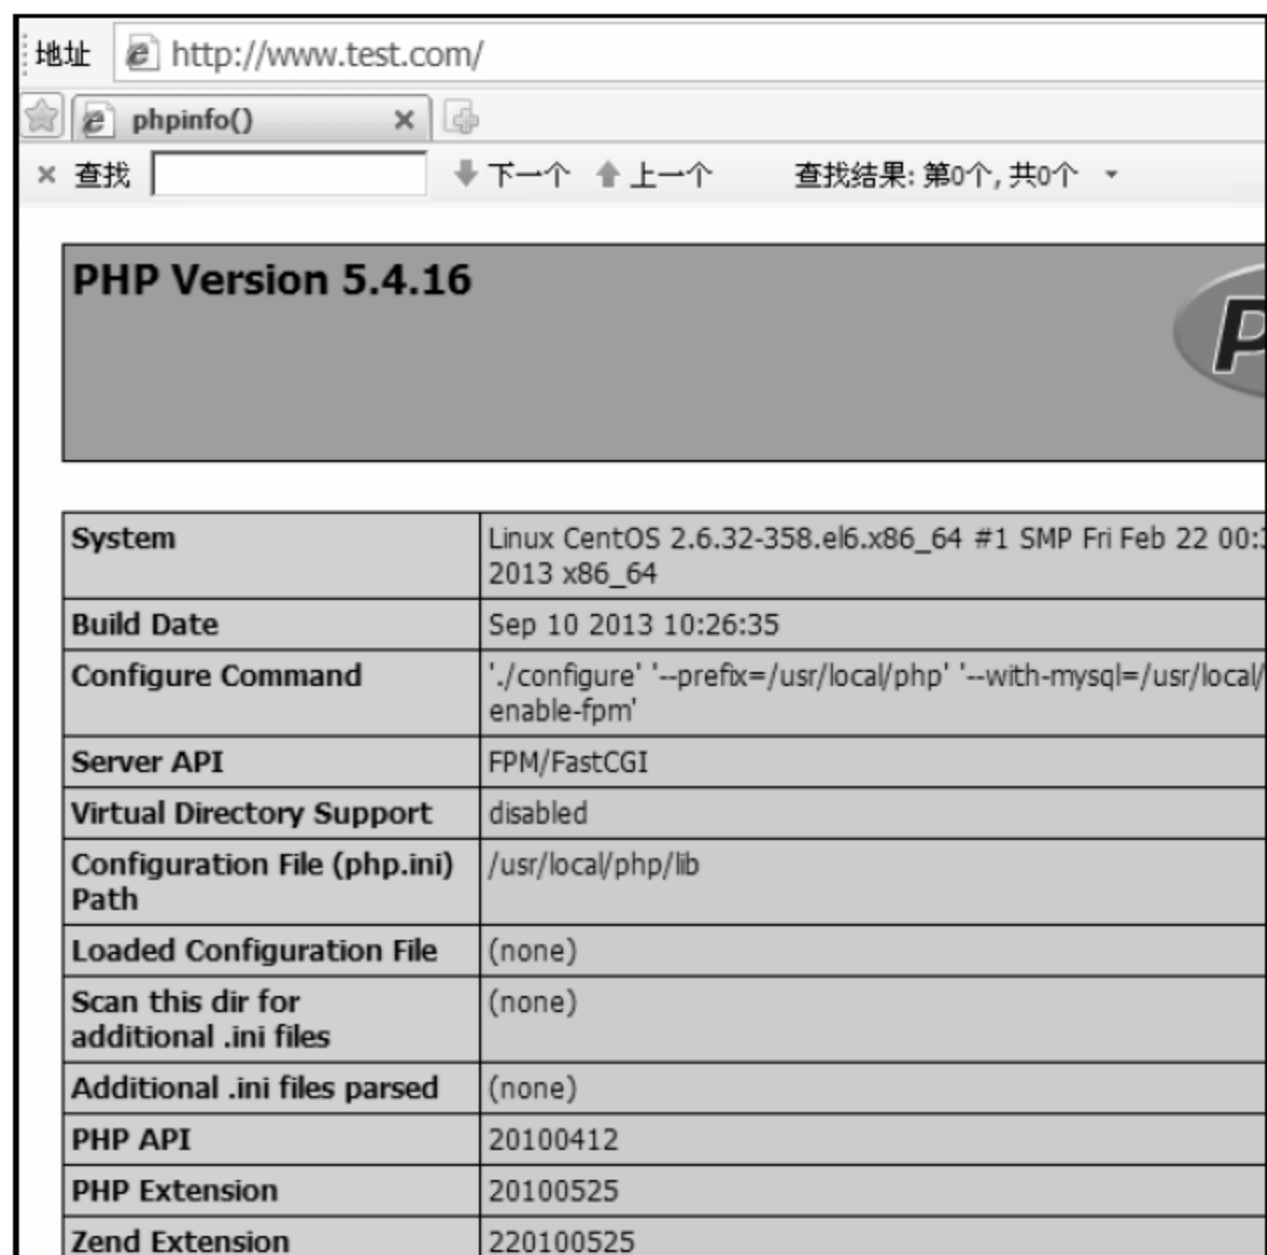 地址 http://www.test.com/
phpinfo()
查找 下一个 上一个 查找结果: 第0个, 共0个
PHP Version 5.4.16
P
System Linux CentOS 2.6.32-358.el6.x86_64 #1 SMP Fri Feb 22 00:
2013 x86_64
Build Date Sep 10 2013 10:26:35
Configure Command './configure' '--prefix=/usr/local/php' '--with-mysql=/usr/local/
enable-fpm'
Server API FPM/FastCGI
Virtual Directory Support disabled
Configuration File (php.ini) /usr/local/php/lib
Path
Loaded Configuration File (none)
Scan this dir for (none)
additional .ini files
Additional .ini files parsed (none)
PHP API 20100412
PHP Extension 20100525
Zend Extension 220100525